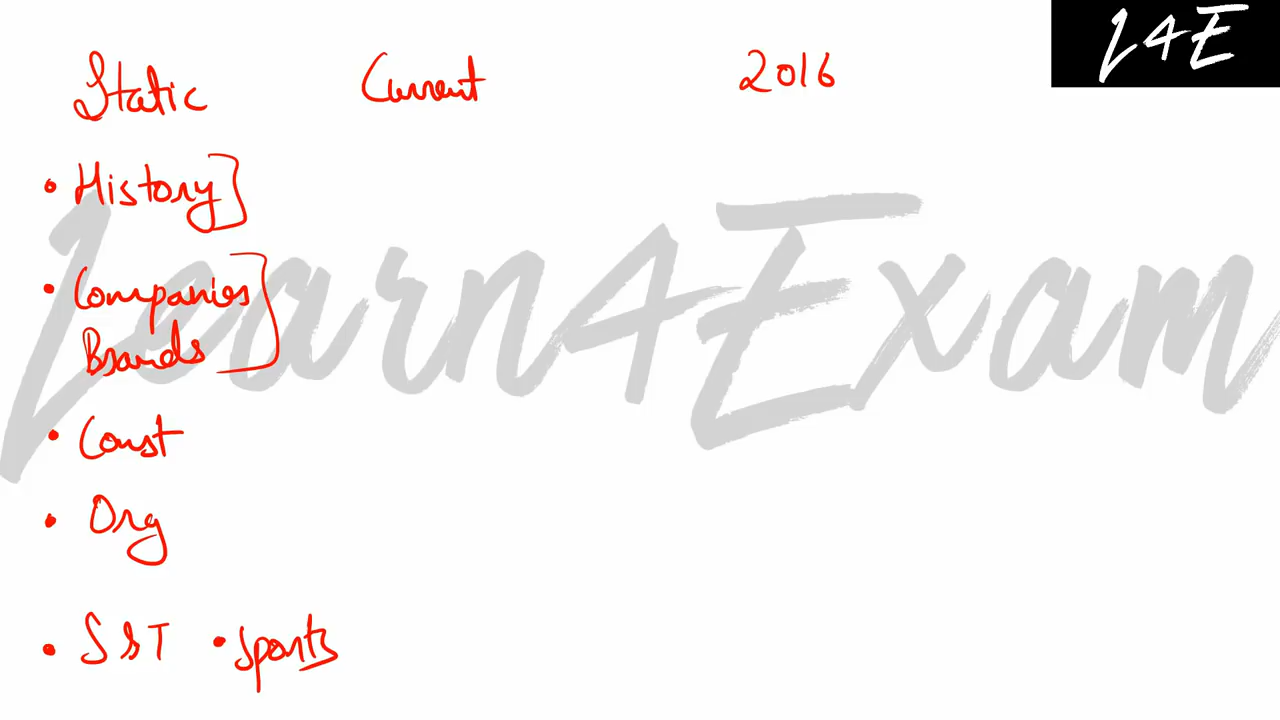 L4E
Static Current 2016
• History]
• Companies
Brands]
• Const
• Org
• SST • Sports
Learn4Exam